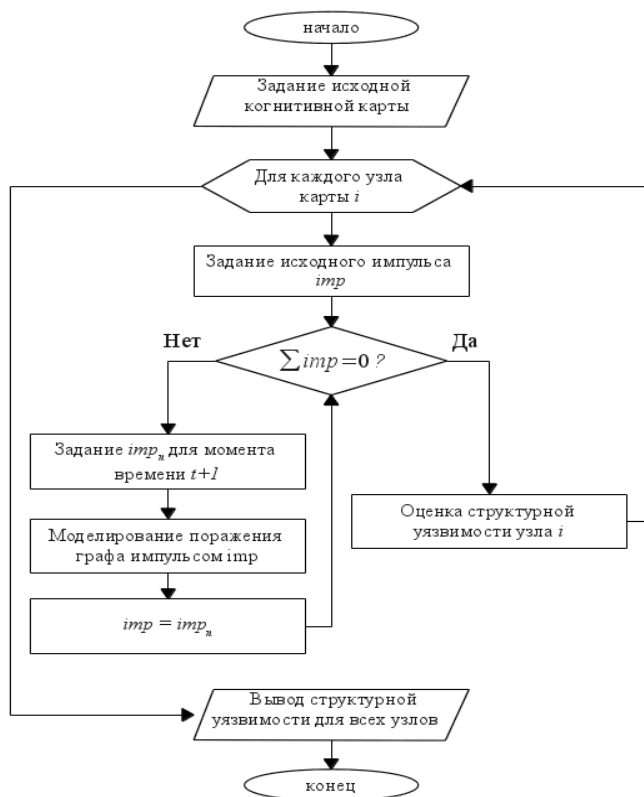 начало
Задание исходной
когнитивной карты
Для каждого узла
карты i
Задание исходного импульса
imp
Нет
Да
∑ imp = 0 ?
Задание impₙ для момента
времени t+1
Моделирование поражения
графа импульсом imp
imp = impₙ
Оценка структурной
уязвимости узла i
Вывод структурной
уязвимости для всех узлов
конец